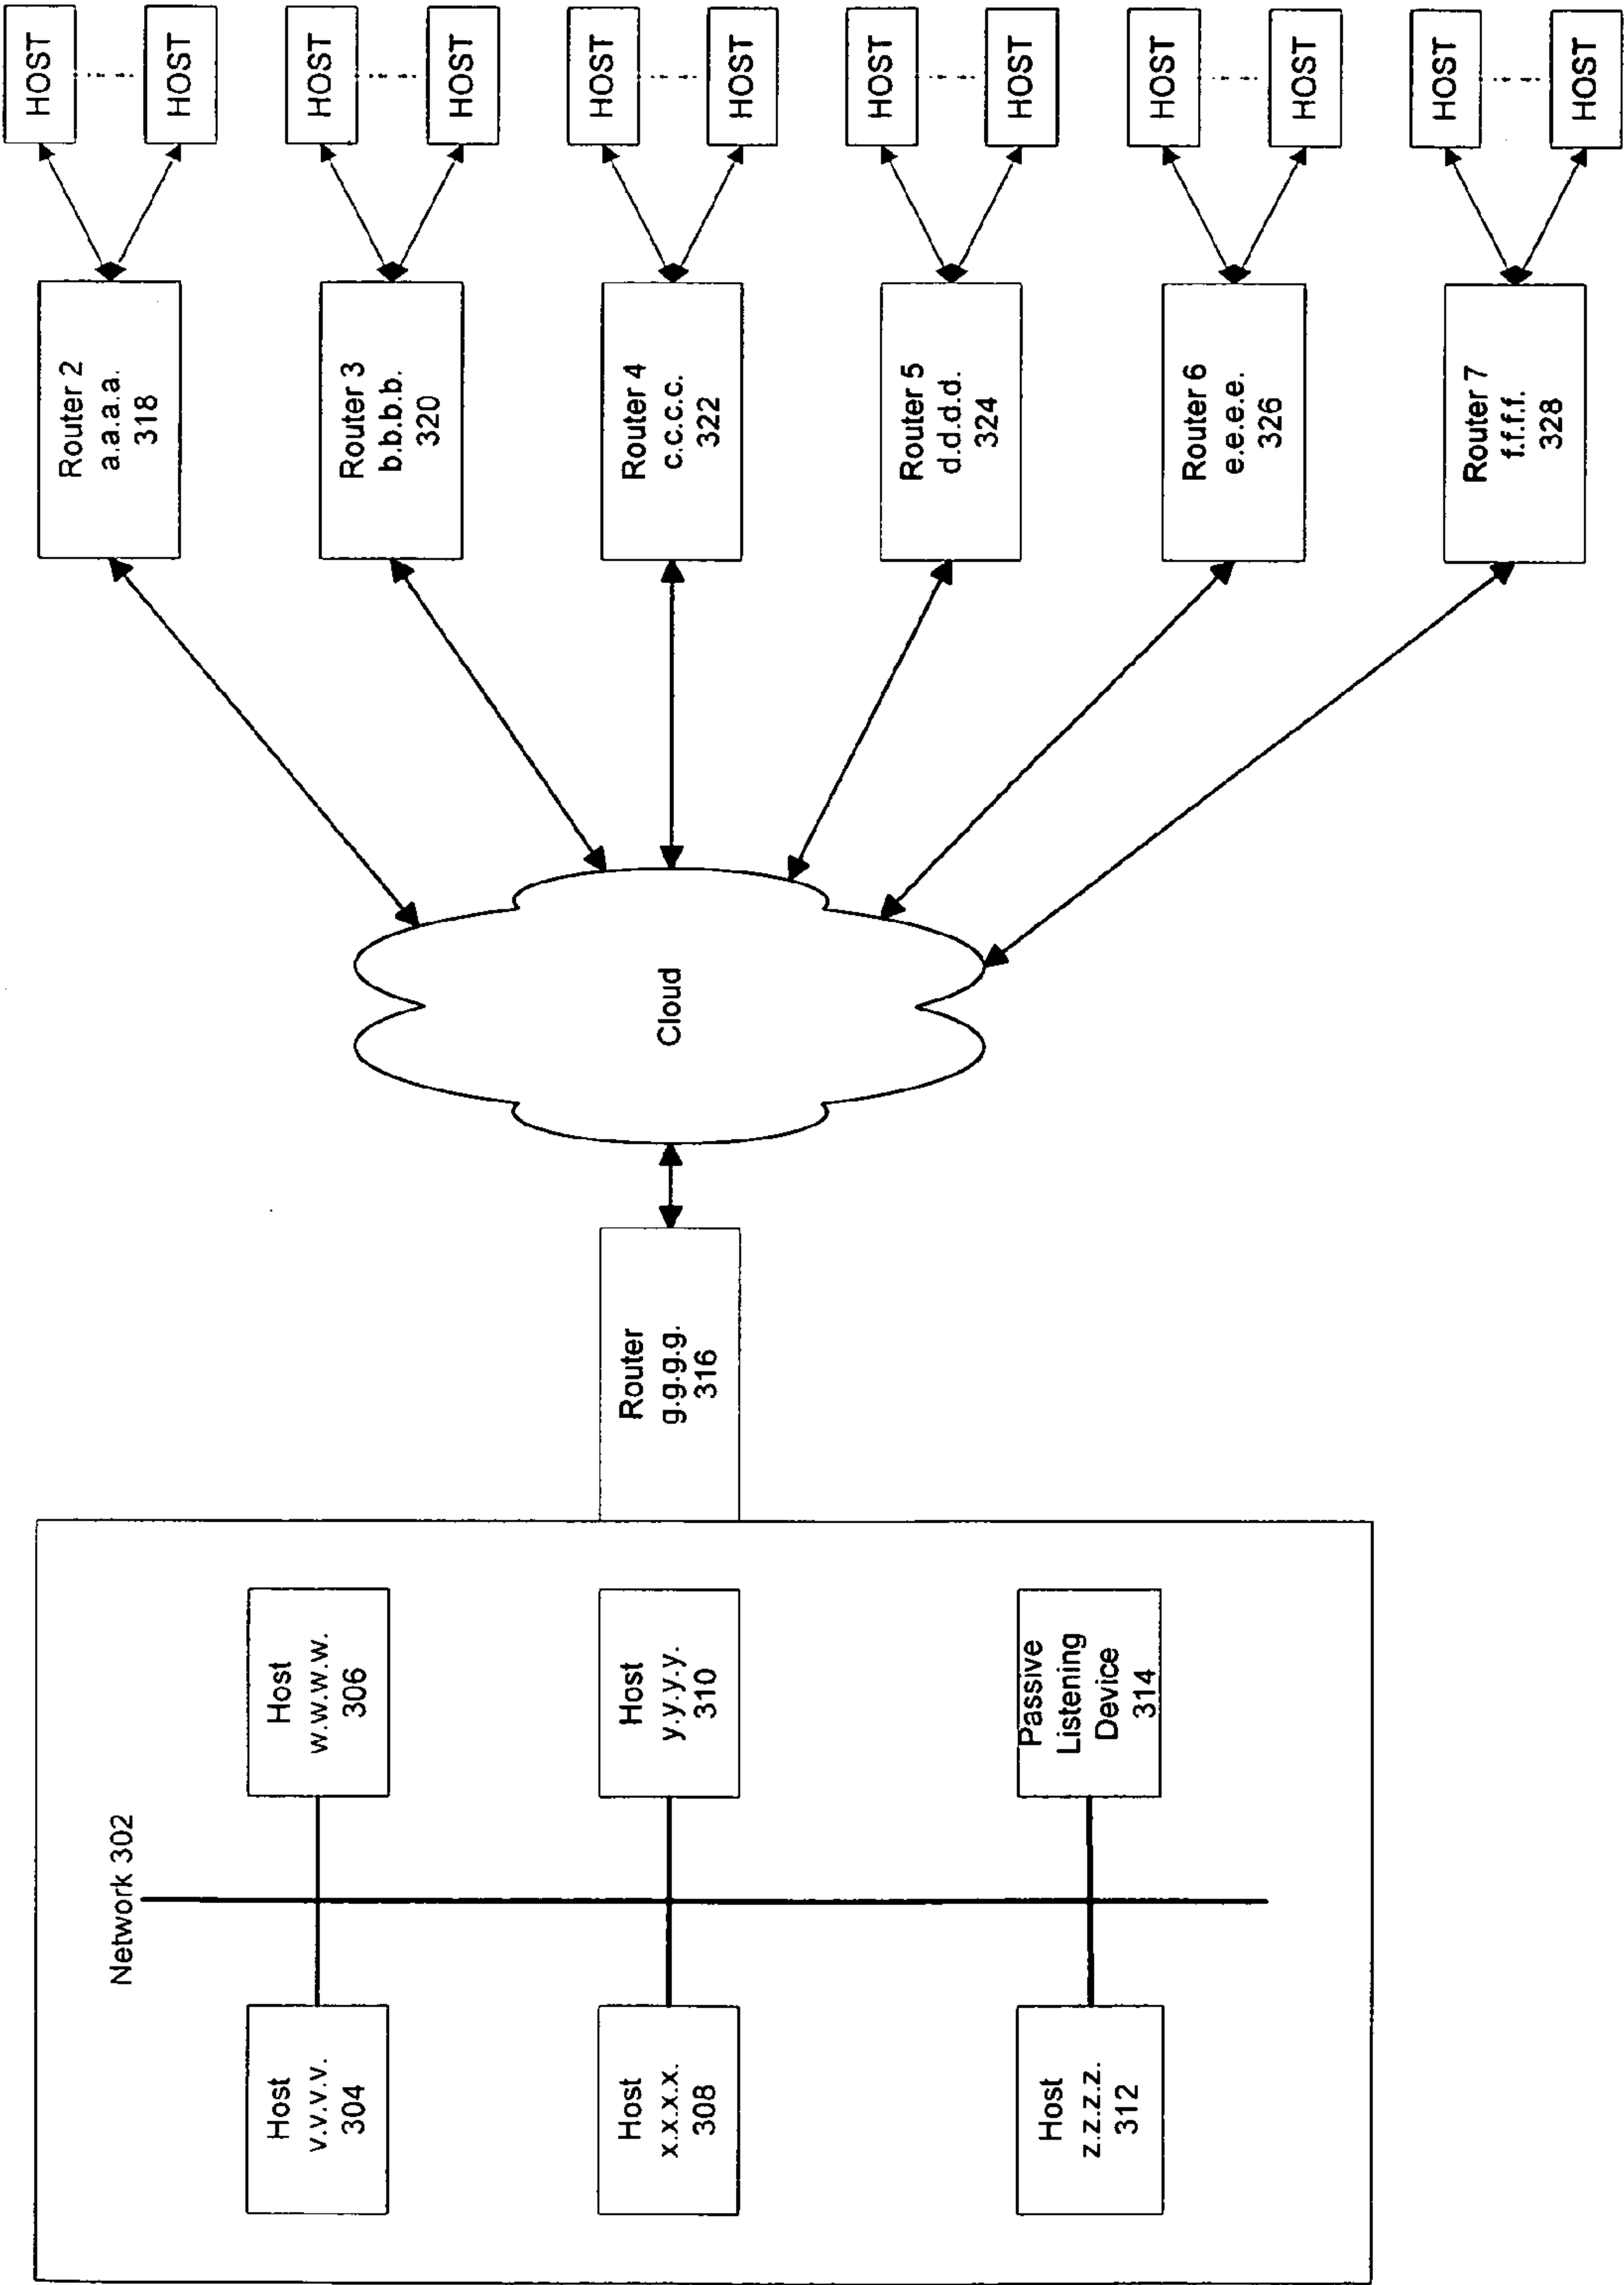 Network 302
Host
v.v.v.v.
304
Host
w.w.w.w.
306
Host
x.x.x.x.
308
Host
y.y.y.y.
310
Host
z.z.z.z.
312
Passive
Listening
Device
314
Router
g.g.g.g.
316
Cloud
Router 2
a.a.a.a.
318
HOST
HOST
Router 3
b.b.b.b.
320
HOST
HOST
Router 4
c.c.c.c.
322
HOST
HOST
Router 5
d.d.d.d.
324
HOST
HOST
Router 6
e.e.e.e.
326
HOST
HOST
Router 7
f.f.f.f.
328
HOST
HOST